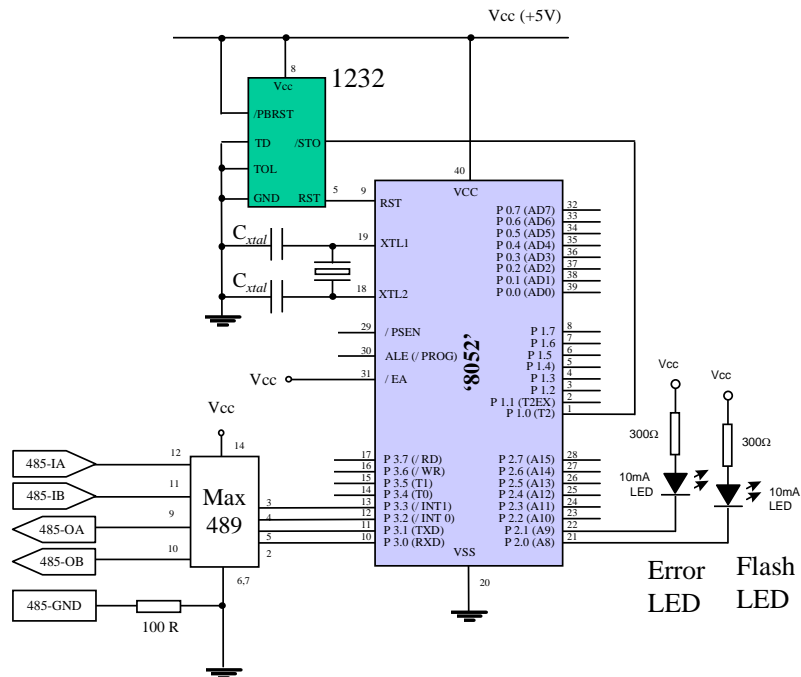 Vcc (+5V)
1232
8
Vcc
/PBRST
TD
/STO
TOL
GND
RST
5
9
RST
40
VCC
Cxtal
19
XTL1
Cxtal
18
XTL2
29
/ PSEN
30
ALE (/ PROG)
Vcc
31
/ EA
'8052'
P 0.7 (AD7)
32
P 0.6 (AD6)
33
P 0.5 (AD5)
34
P 0.4 (AD4)
35
P 0.3 (AD3)
36
P 0.2 (AD2)
37
P 0.1 (AD1)
38
P 0.0 (AD0)
39
P 1.7
8
P 1.6
7
P 1.5
6
P 1.4)
5
P 1.3
4
P 1.2
3
P 1.1 (T2EX)
2
P 1.0 (T2)
1
17
P 3.7 (/ RD)
16
P 3.6 (/ WR)
15
P 3.5 (T1)
14
P 3.4 (T0)
13
P 3.3 (/ INT1)
12
P 3.2 (/ INT 0)
11
P 3.1 (TXD)
10
P 3.0 (RXD)
P 2.7 (A15)
28
P 2.6 (A14)
27
P 2.5 (A13)
26
P 2.4 (A12)
25
P 2.3 (A11)
24
P 2.2 (A10)
23
P 2.1 (A9)
22
P 2.0 (A8)
21
VSS
20
Vcc
14
Max
489
485-IA
12
485-IB
11
485-OA
9
485-OB
10
3
4
5
2
6,7
485-GND
100 R
Vcc
300Ω
10mA
LED
Vcc
300Ω
10mA
LED
Error
LED
Flash
LED